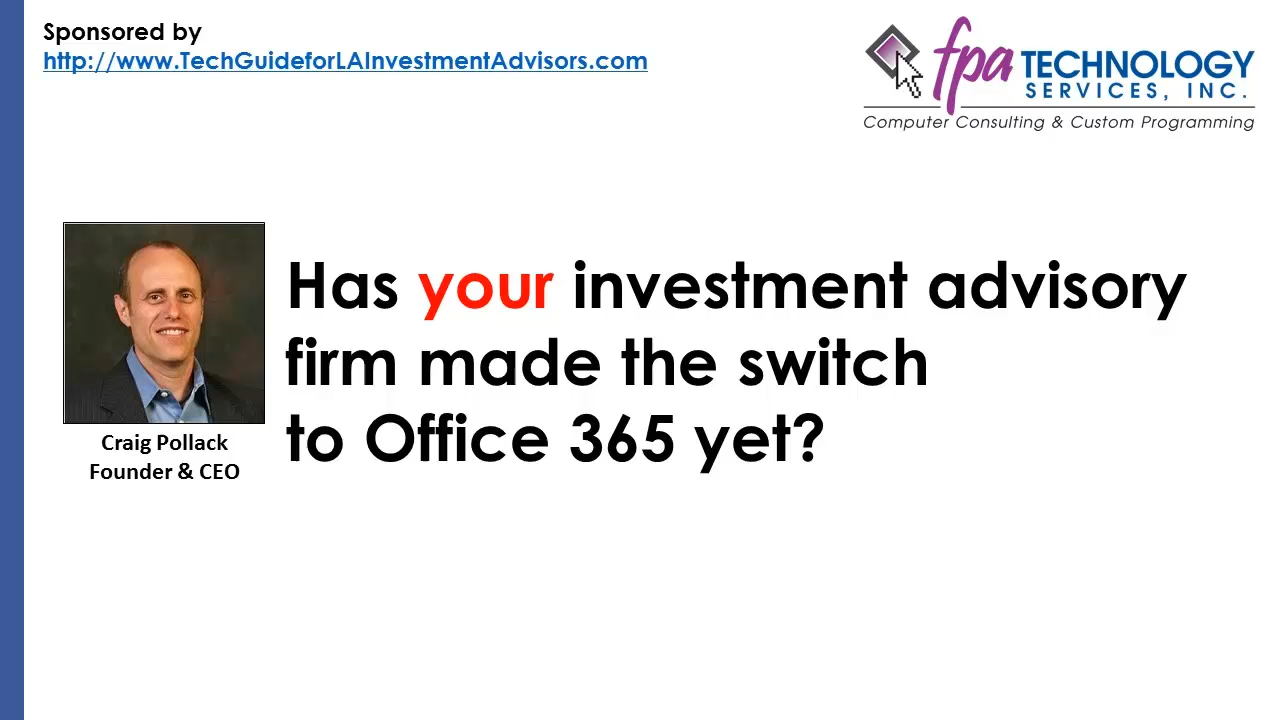 Sponsored by
http://www.TechGuideforLAInvestmentAdvisors.com
fpa TECHNOLOGY
SERVICES, INC.
Computer Consulting & Custom Programming
Has your investment advisory
firm made the switch
to Office 365 yet?
Craig Pollack
Founder & CEO